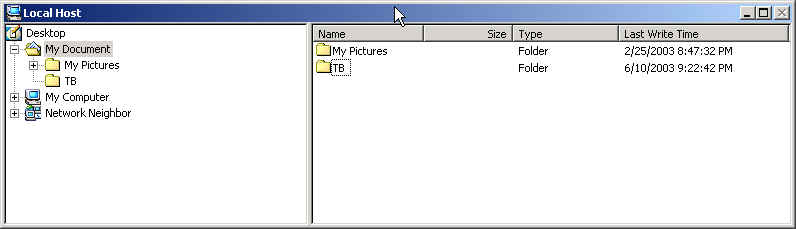 Local Host
Desktop
My Document
My Pictures
TB
My Computer
Network Neighbor
Name Size Type Last Write Time
My Pictures Folder 2/25/2003 8:47:32 PM
TB Folder 6/10/2003 9:22:42 PM